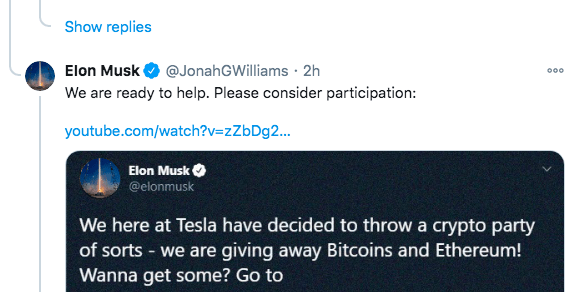 Show replies
Elon Musk @JonahGWilliams · 2h
We are ready to help. Please consider participation:
youtube.com/watch?v=zZbDg2...
Elon Musk
@elonmusk
We here at Tesla have decided to throw a crypto party
of sorts - we are giving away Bitcoins and Ethereum!
Wanna get some? Go to